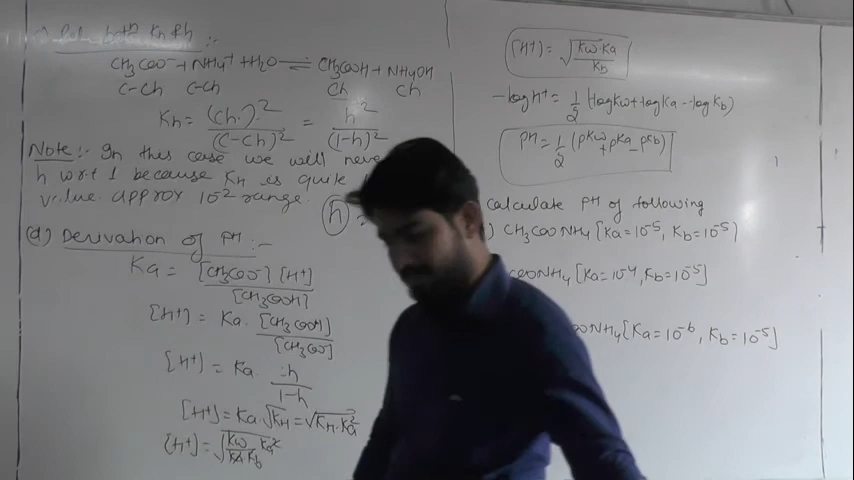 CH3COO⁻ + NH4⁺ + H2O ⇌ CH3COOH + NH4OH
C-Ch C-Ch Ch Ch
Kh = (Ch)² / (C-Ch)² = h² / (1-h)²
Note:- In this case we will neve
h w.r.t 1 because KH is quite
value approx 10² range. (h)
(d) Derivation of pH :-
Ka = [CH3COO⁻] [H⁺] / [CH3COOH]
[H⁺] = Ka . [CH3COOH] / [CH3COO⁻]
[H⁺] = Ka h / 1-h
[H⁺] = Ka √KH = √KH.Ka²
[H⁺] = √Kw Ka² / Ka Kb
[H⁺] = √Kw.Ka / Kb
-log H⁺ = 1/2 (logKw + logKa - logKb)
pH = 1/2 (pKw + pKa - pKb)
Calculate pH of following
) CH3COONH4 [Ka=10⁻⁵, Kb=10⁻⁵)
COONH4 [Ka=10⁻⁴, Kb=10⁻⁵]
NH4 [Ka=10⁻⁶, Kb=10⁻⁵]